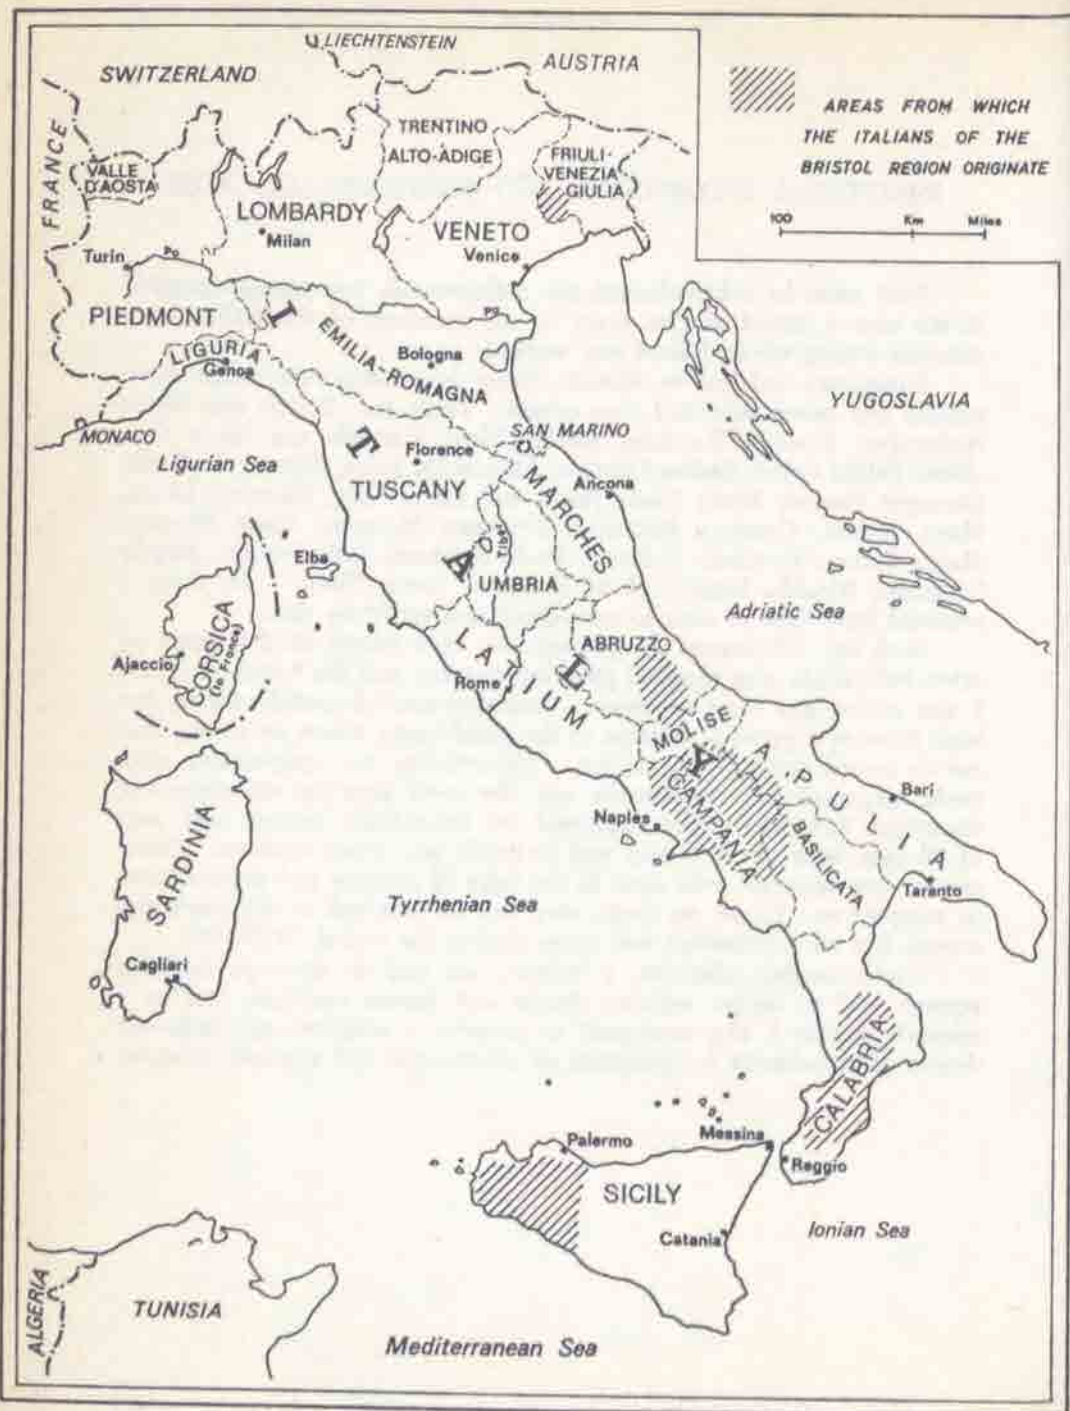 LIECHTENSTEIN
SWITZERLAND
AUSTRIA
FRANCE
TRENTINO
ALTO-ADIGE
FRIULI-
VENEZIA
GIULIA
VALLE
D'AOSTA
LOMBARDY
Milan
VENETO
Venice
Turin
Po
Po
PIEDMONT
LIGURIA
Genoa
EMILIA-ROMAGNA
Bologna
AREAS FROM WHICH
THE ITALIANS OF THE
BRISTOL REGION ORIGINATE
100
Km
Miles
YUGOSLAVIA
MONACO
Ligurian Sea
SAN MARINO
Florence
TUSCANY
MARCHES
Ancona
Elba
Tiber
UMBRIA
Adriatic Sea
CORSICA
(to France)
Ajaccio
ABRUZZO
LATIUM
Rome
MOLISE
ITALY
APULIA
Bari
Naples
CAMPANIA
BASILICATA
Taranto
SARDINIA
Cagliari
Tyrrhenian Sea
CALABRIA
Messina
Reggio
Palermo
SICILY
Catania
Ionian Sea
ALGERIA
TUNISIA
Mediterranean Sea